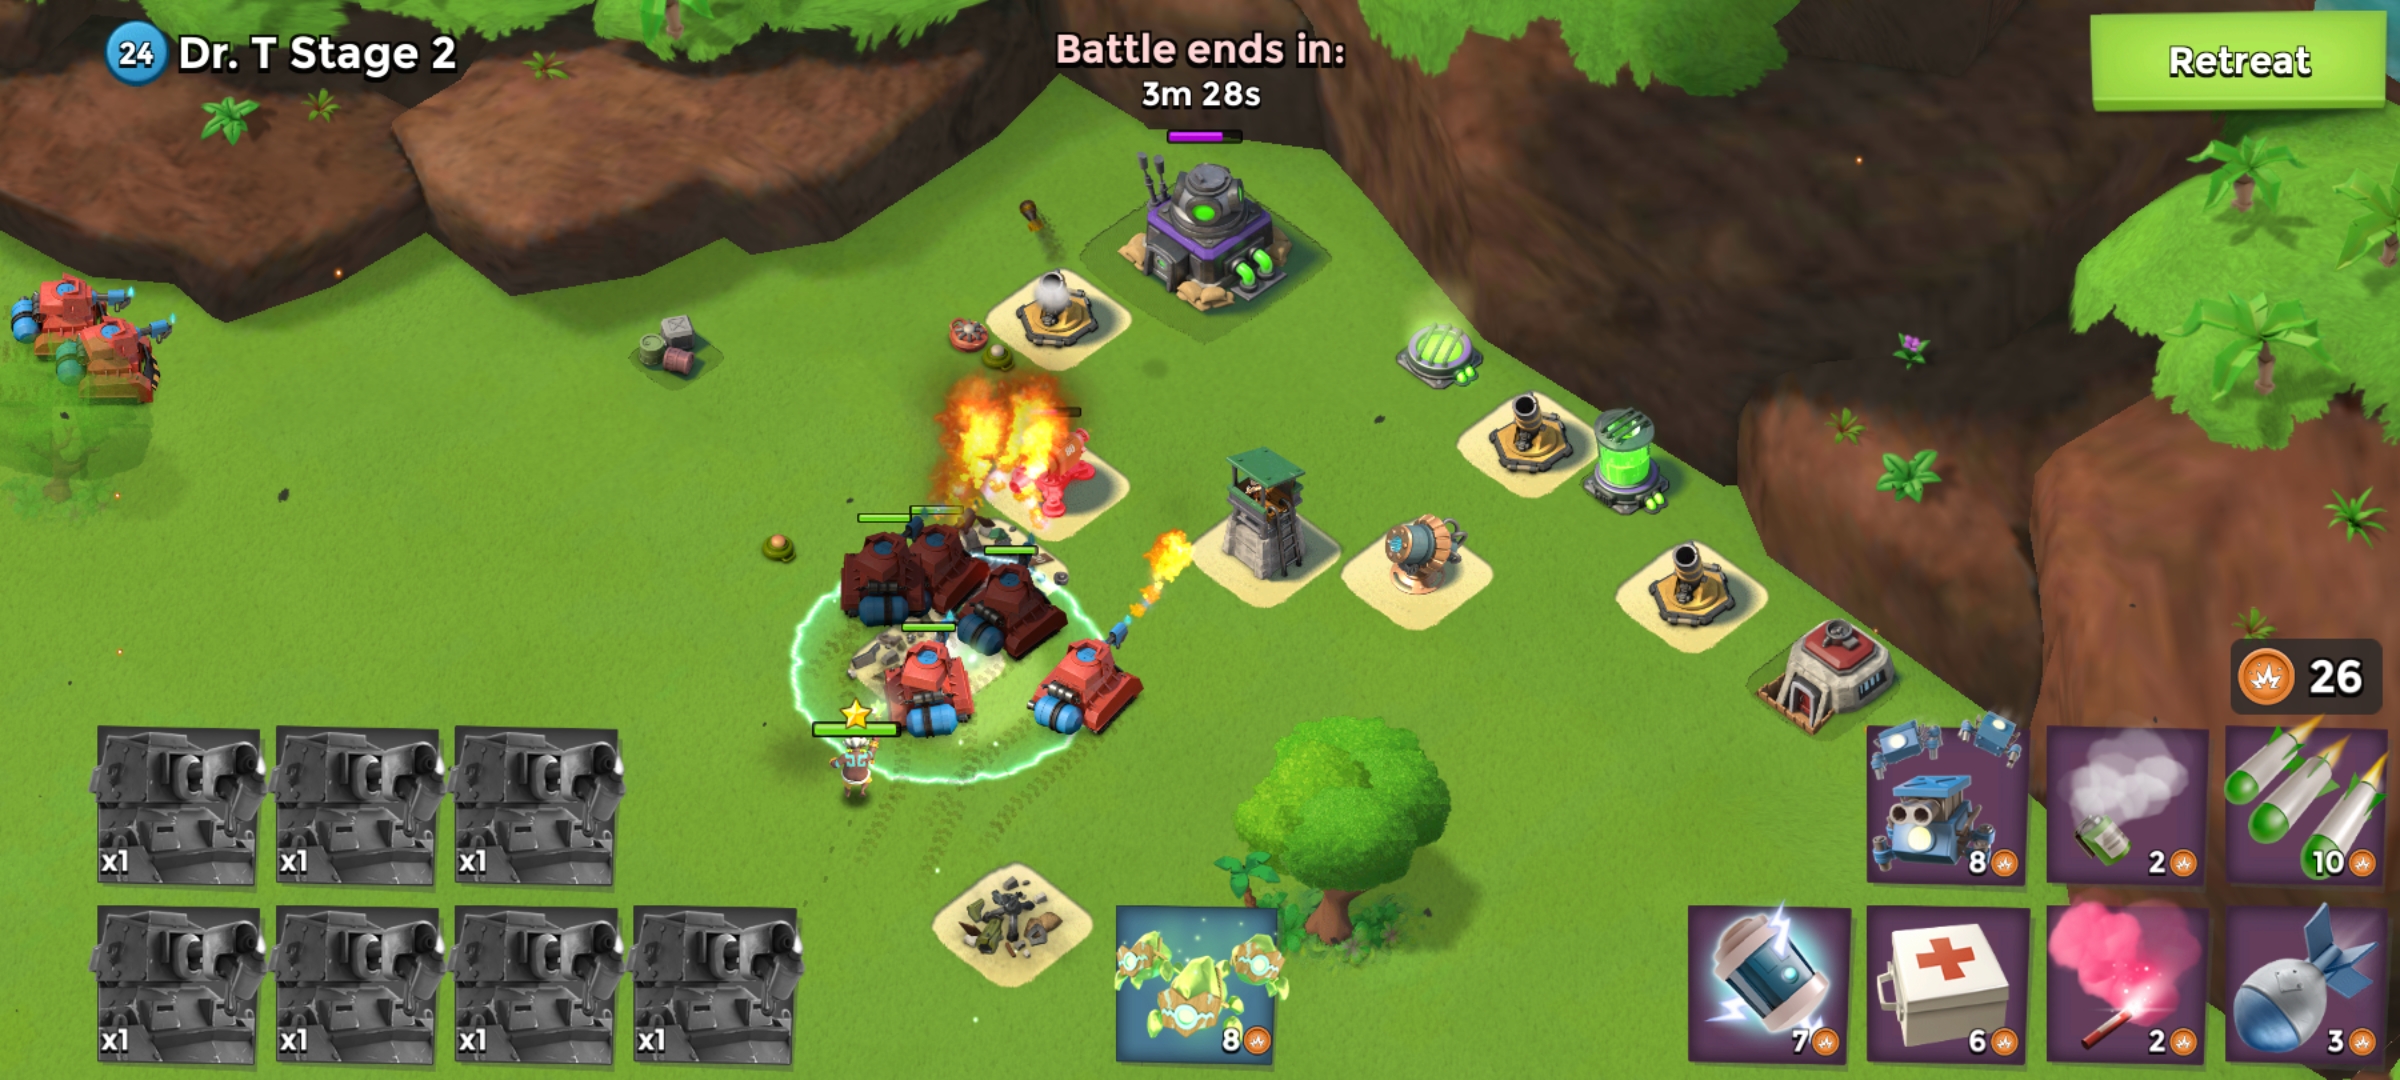 24 Dr. T Stage 2
Battle ends in:
3m 28s
Retreat
26
x1
x1
x1
8
2
10
x1
x1
x1
x1
8
7
6
2
3